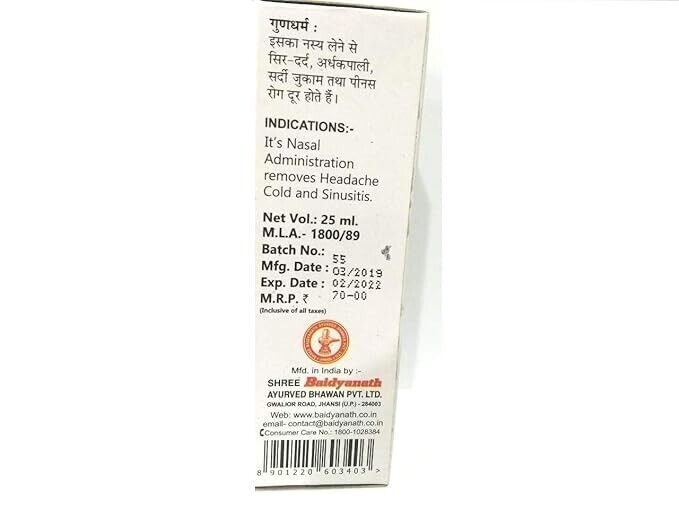 गुणधर्म :
इसका नस्य लेने से
सिर-दर्द, अर्धकपाली,
सर्दी जुकाम तथा पीनस
रोग दूर होते हैं।
INDICATIONS:-
It's Nasal
Administration
removes Headache
Cold and Sinusitis.
Net Vol.: 25 ml.
M.L.A.- 1800/89
Batch No.: 55
Mfg. Date : 03/2019
Exp. Date : 02/2022
M.R.P. ₹ 70-00
(Inclusive of all taxes)
Mfd. in India by :-
SHREE Baidyanath
AYURVED BHAWAN PVT. LTD.
GWALIOR ROAD, JHANSI (U.P.) - 284003
Web: www.baidyanath.co.in
email- contact@baidyanath.co.in
Consumer Care No.: 1800-1028384
8 901220 603403 >